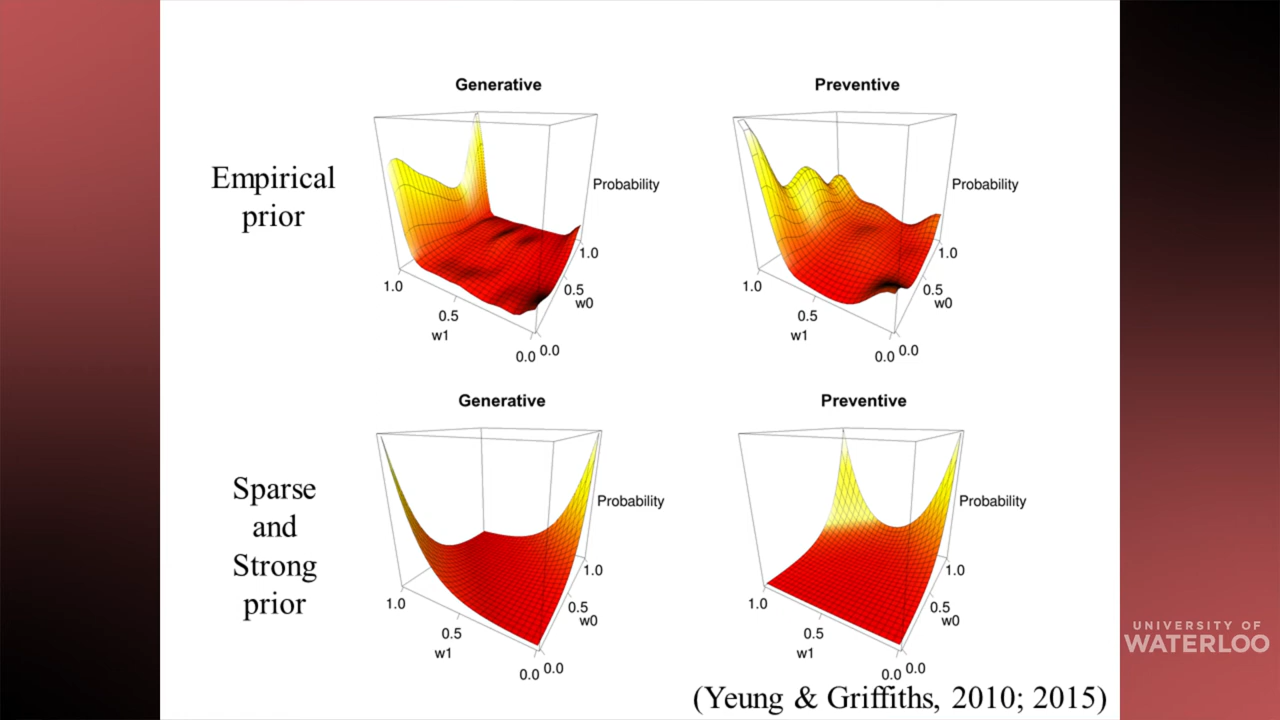 Generative
Preventive
Empirical
prior
Probability
1.0
0.5
w0
1.0
0.5
w1
0.0
0.0
Probability
1.0
0.5
w0
1.0
0.5
w1
0.0
0.0
Generative
Preventive
Sparse
and
Strong
prior
Probability
1.0
0.5
w0
1.0
0.5
w1
0.0
0.0
Probability
1.0
0.5
w0
1.0
0.5
w1
0.0
0.0
UNIVERSITY OF
WATERLOO
(Yeung & Griffiths, 2010; 2015)